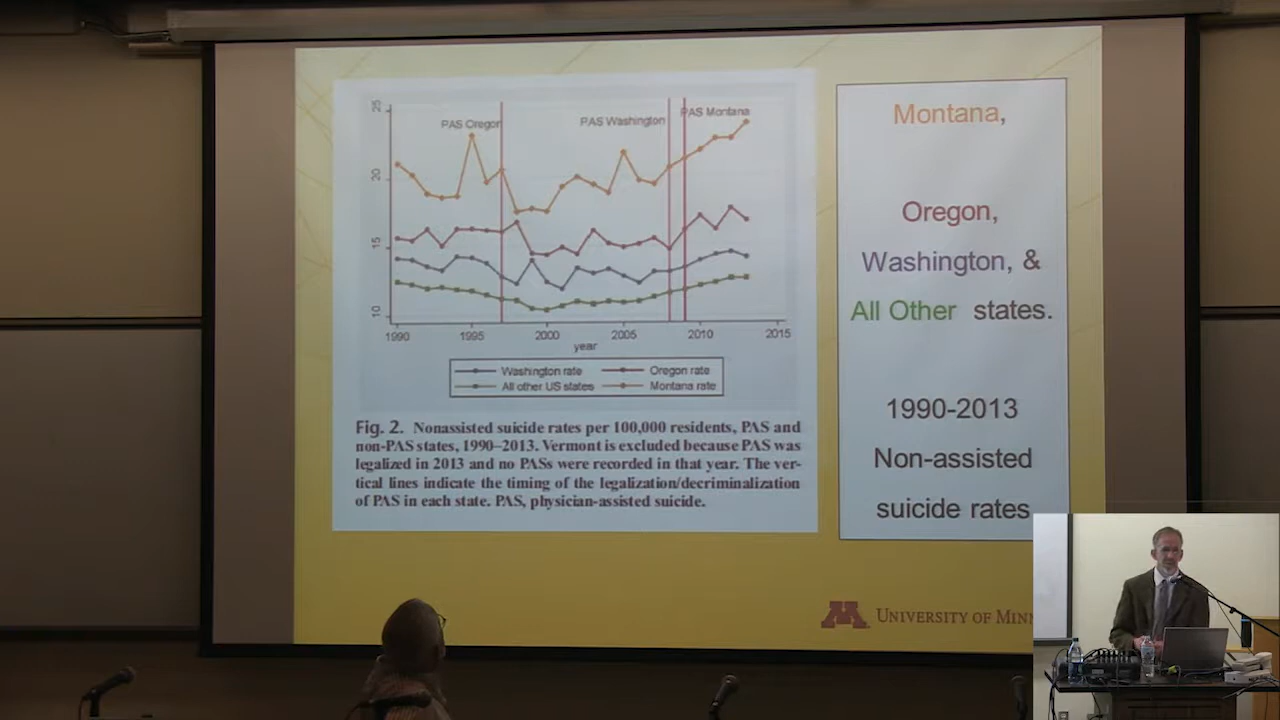 25
20
15
10
PAS Oregon
PAS Washington
PAS Montana
1990
1995
2000
2005
2010
2015
year
Washington rate
Oregon rate
All other US states
Montana rate
Fig. 2. Nonassisted suicide rates per 100,000 residents, PAS and
non-PAS states, 1990–2013. Vermont is excluded because PAS was
legalized in 2013 and no PASs were recorded in that year. The ver-
tical lines indicate the timing of the legalization/decriminalization
of PAS in each state. PAS, physician-assisted suicide.
Montana,
Oregon,
Washington, &
All Other states.
1990-2013
Non-assisted
suicide rates
M
UNIVERSITY OF MINN